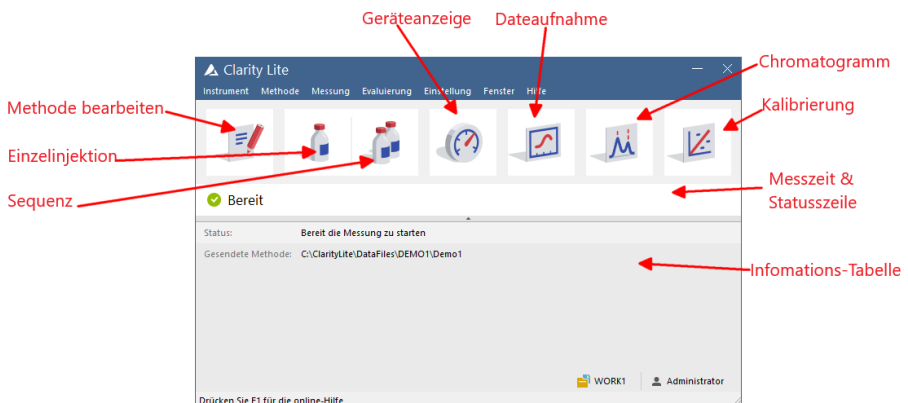 Geräteanzeige
Dateaufnahme
Clarity Lite
Chromatogramm
Instrument Methode Messung Evaluierung Einstellung Fenster Hilfe
Methode bearbeiten
Kalibrierung
Einzelinjektion
Sequenz
Messzeit &
Statusszeile
Bereit
Status: Bereit die Messung zu starten
Gesendete Methode: C:\ClarityLite\DataFiles\DEMO1\Demo1
Infomations-Tabelle
WORK1 Administrator
Drücken Sie F1 für die online-Hilfe